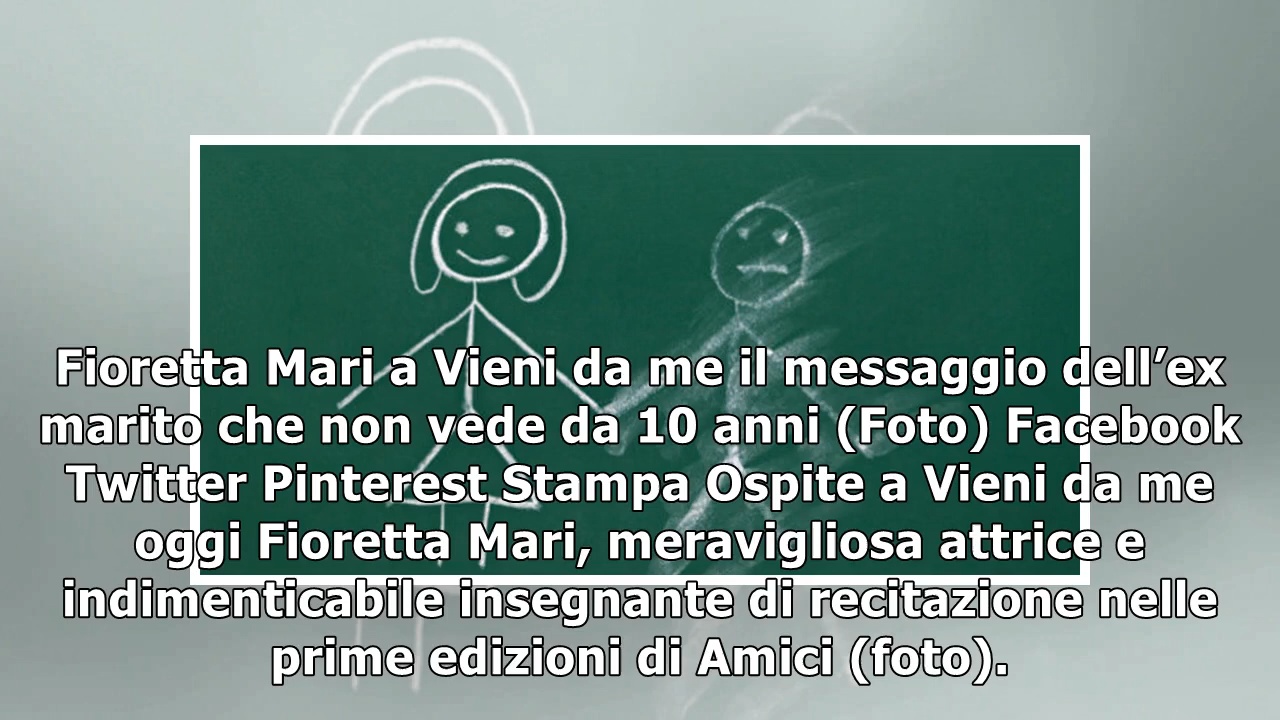 Fioretta Mari a Vieni da me il messaggio dell’ex
marito che non vede da 10 anni (Foto) Facebook
Twitter Pinterest Stampa Ospite a Vieni da me
oggi Fioretta Mari, meravigliosa attrice e
indimenticabile insegnante di recitazione nelle
prime edizioni di Amici (foto).